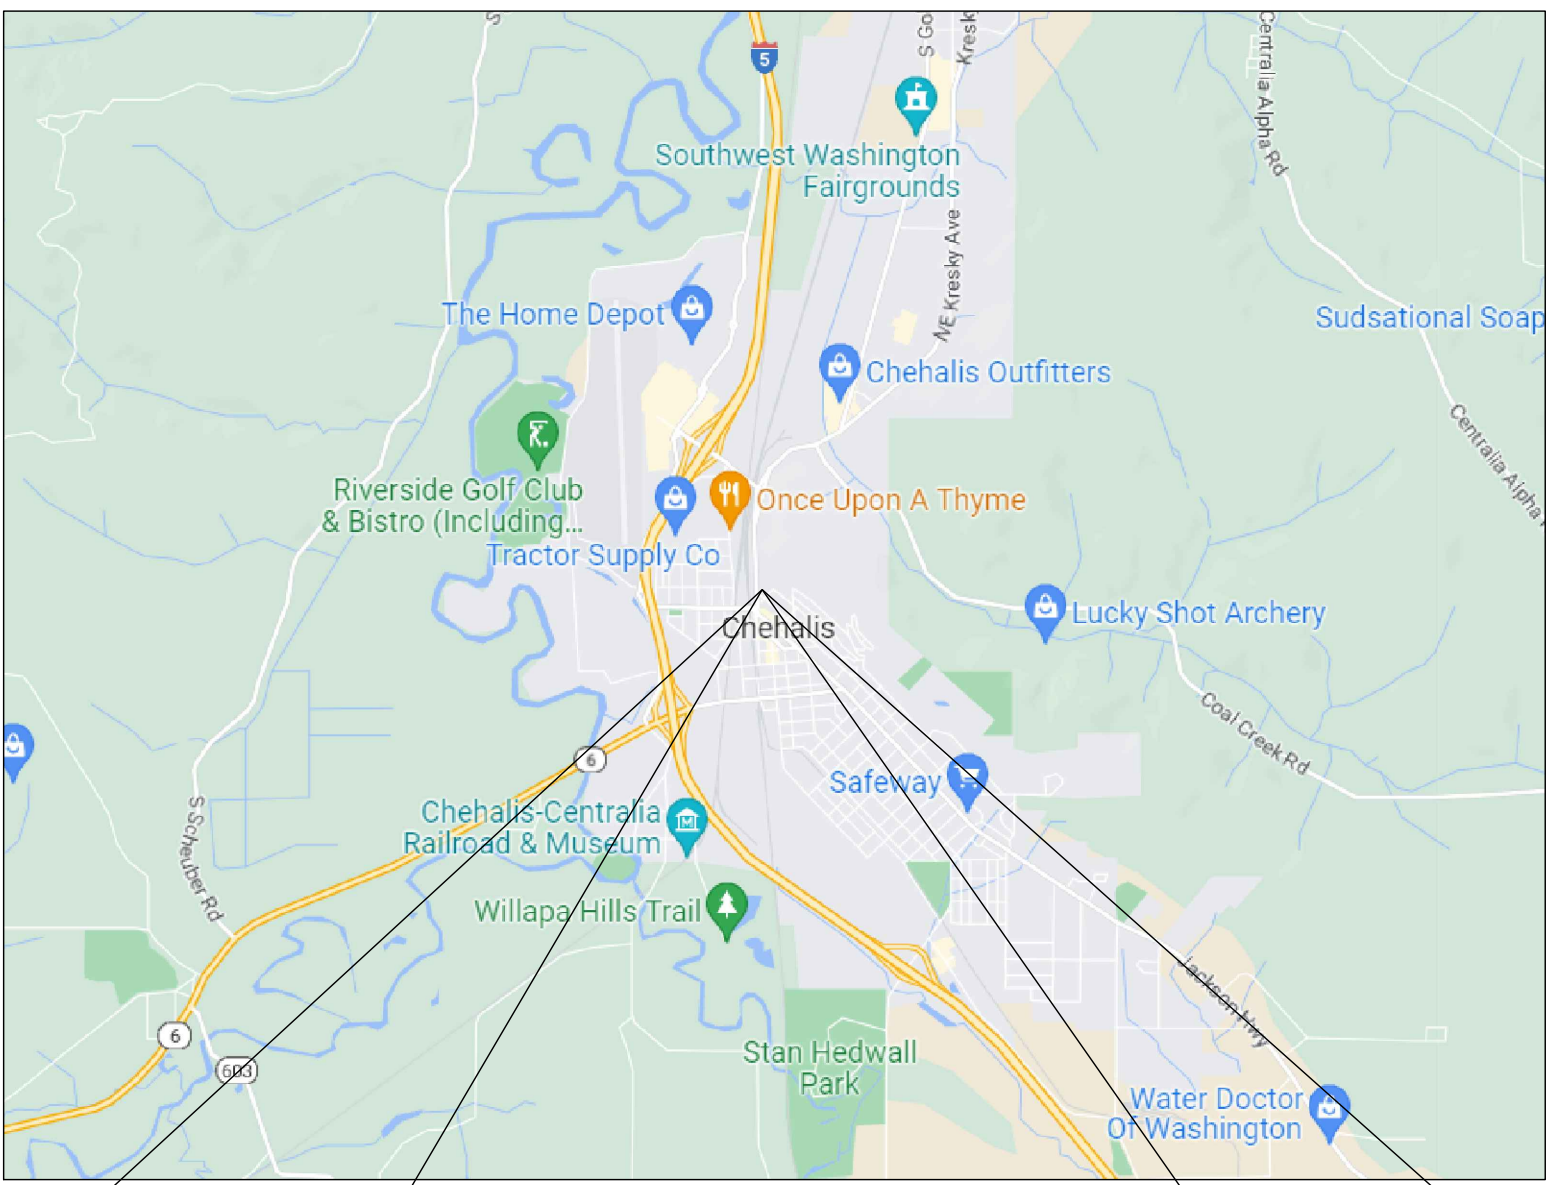 S
5
S Go
Kresk
Centralia Alpha Rd
Southwest Washington
Fairgrounds
NE Kresky Ave
The Home Depot
Sudsational Soap
Chehalis Outfitters
Centralia Alpha
Riverside Golf Club
& Bistro (Including...
Once Upon A Thyme
Tractor Supply Co
Lucky Shot Archery
Chehalis
Coal Creek Rd
6
Safeway
S Scheuber Rd
Chehalis-Centralia
Railroad & Museum
M
Willapa Hills Trail
Jackson Hwy
6
603
Stan Hedwall
Park
Water Doctor
Of Washington